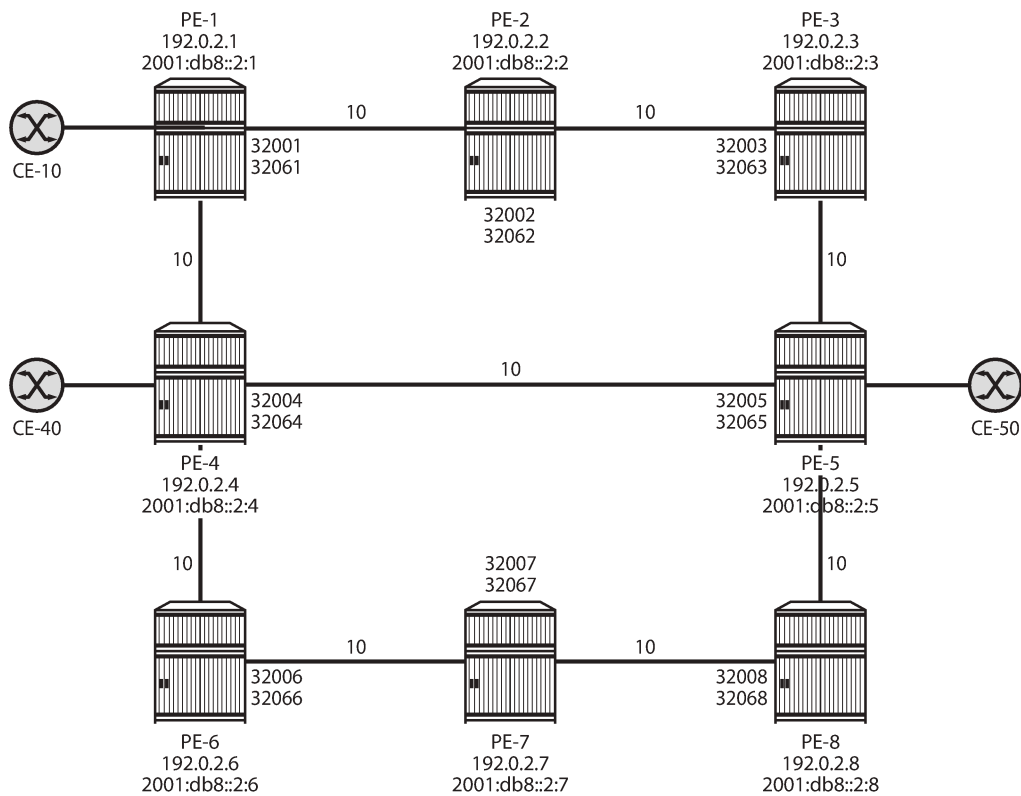 PE-1
192.0.2.1
2001:db8::2:1
PE-2
192.0.2.2
2001:db8::2:2
PE-3
192.0.2.3
2001:db8::2:3
10
10
CE-10
32001
32061
32003
32063
32002
32062
10
10
10
CE-40
32004
32064
32005
32065
CE-50
PE-4
192.0.2.4
2001:db8::2:4
PE-5
192.0.2.5
2001:db8::2:5
10
32007
32067
10
10
10
32006
32066
32008
32068
PE-6
192.0.2.6
2001:db8::2:6
PE-7
192.0.2.7
2001:db8::2:7
PE-8
192.0.2.8
2001:db8::2:8